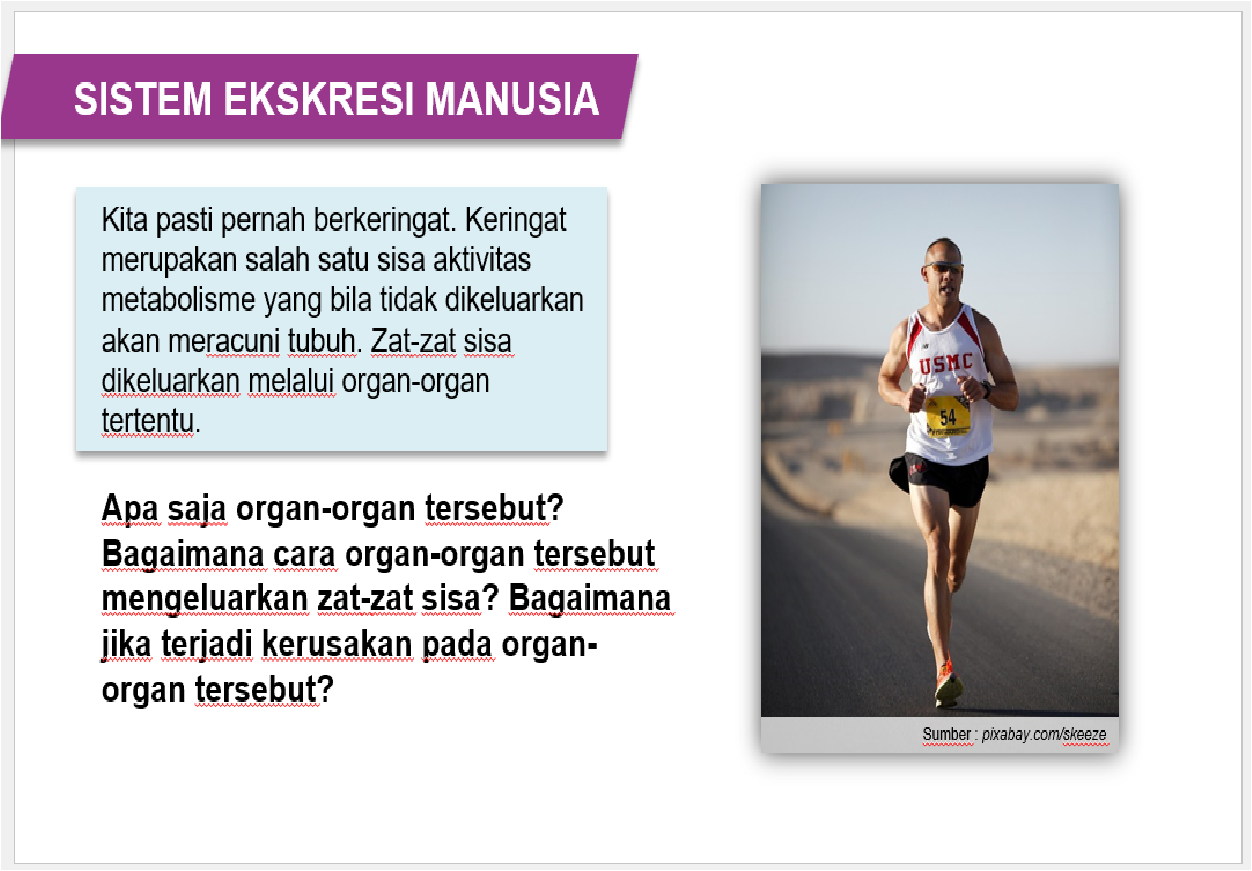 SISTEM EKSKRESI MANUSIA
Kita pasti pernah berkeringat. Keringat
merupakan salah satu sisa aktivitas
metabolisme yang bila tidak dikeluarkan
akan meracuni tubuh. Zat-zat sisa
dikeluarkan melalui organ-organ
tertentu.
Apa saja organ-organ tersebut?
Bagaimana cara organ-organ tersebut
mengeluarkan zat-zat sisa? Bagaimana
jika terjadi kerusakan pada organ-
organ tersebut?
USMC
54
Sumber : pixabay.com/skeeze